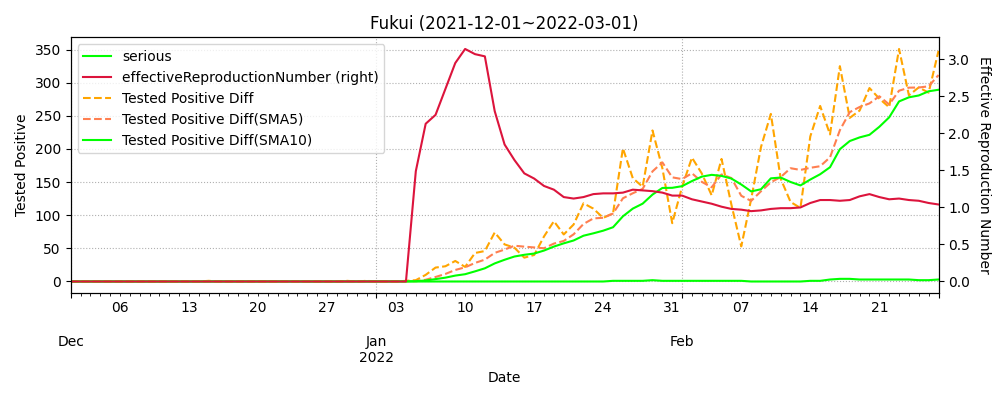 Fukui (2021-12-01~2022-03-01)
serious
effectiveReproductionNumber (right)
Tested Positive Diff
Tested Positive Diff(SMA5)
Tested Positive Diff(SMA10)
Tested Positive
350
300
250
200
150
100
50
0
3.0
2.5
2.0
1.5
1.0
0.5
0.0
Effective Reproduction Number
06 13 20 27 03 10 17 24 31 07 14 21
Dec Jan Feb
2022
Date